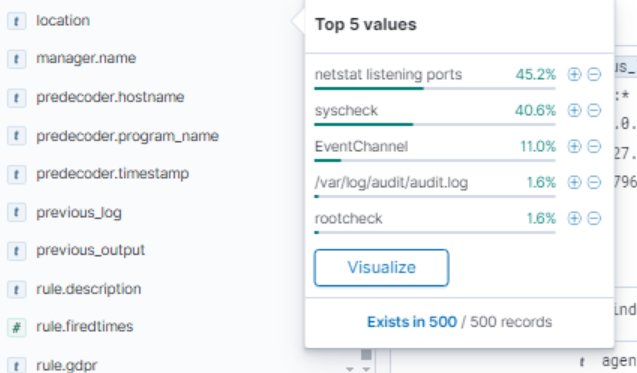 t location
t manager.name
t predecoder.hostname
t predecoder.program_name
t predecoder.timestamp
t previous_log
t previous_output
t rule.description
# rule.firedtimes
t rule.gdpr
Top 5 values
netstat listening ports 45.2%
syscheck 40.6%
EventChannel 11.0%
/var/log/audit/audit.log 1.6%
rootcheck 1.6%
Visualize
Exists in 500 / 500 records
us_
:*
.0.
27.
796
ind
t agen